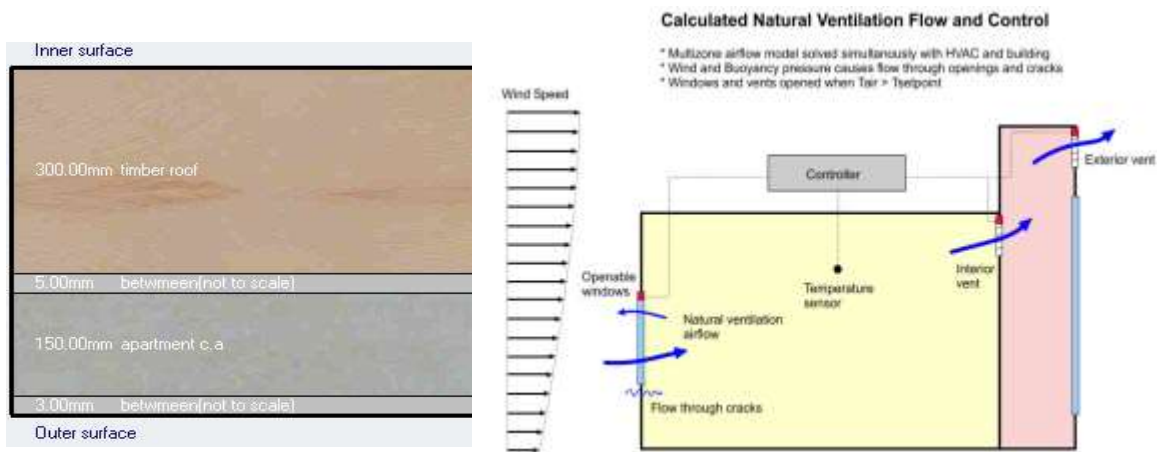 Inner surface
300.00mm timber roof
5.00mm betwmeen(not to scale)
150.00mm apartment c.a
3.00mm betwmeen(not to scale)
Outer surface
Calculated Natural Ventilation Flow and Control
* Multizone airflow model solved simultaneously with HVAC and building
* Wind and Buoyancy pressure causes flow through openings and cracks
* Windows and vents opened when Tair > Tsetpoint
Wind Speed
Controller
Exterior vent
Openable
windows
Temperature
sensor
Interior
vent
Natural ventilation
airflow
Flow through cracks